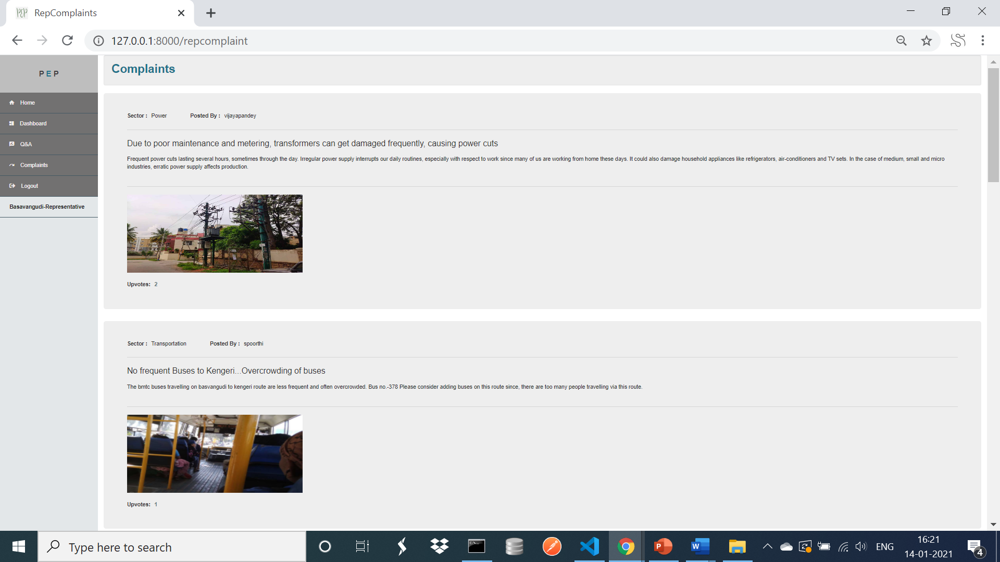 RepComplaints
127.0.0.1:8000/repcomplaint
P E P
Home
Dashboard
Q&A
Complaints
Logout
Basavangudi-Representative
Complaints
Sector : Power Posted By : vijayapandey
Due to poor maintenance and metering, transformers can get damaged frequently, causing power cuts
Frequent power cuts lasting several hours, sometimes through the day. Irregular power supply interrupts our daily routines, especially with respect to work since many of us are working from home these days. It could also damage household appliances like refrigerators, air-conditioners and TV sets. In the case of medium, small and micro
industries, erratic power supply affects production.
Upvotes: 2
Sector : Transportation Posted By : spoorthi
No frequent Buses to Kengeri...Overcrowding of buses
The bmtc buses travelling on basvangudi to kengeri route are less frequent and often overcrowded. Bus no.-378 Please consider adding buses on this route since, there are too many people travelling via this route.
Upvotes: 1
Type here to search
ENG
16:21
14-01-2021
4